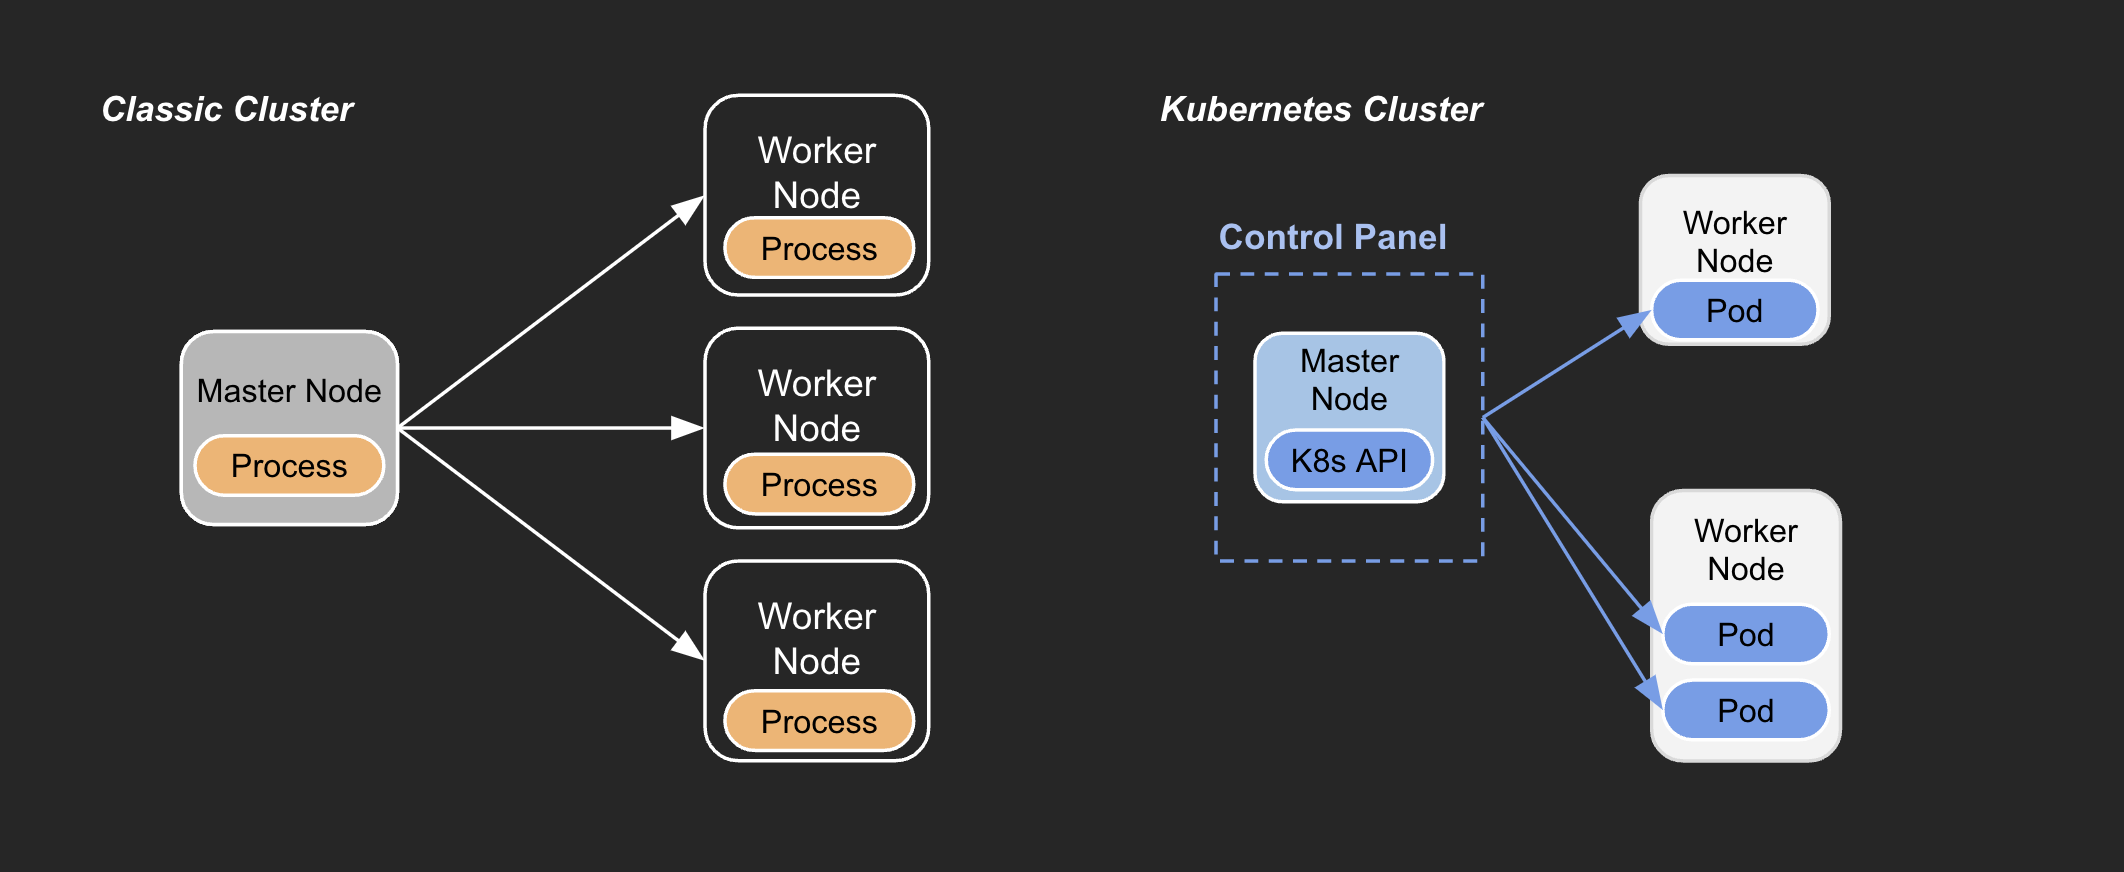 Classic Cluster
Worker
Node
Process
Master Node
Process
Worker
Node
Process
Worker
Node
Process
Kubernetes Cluster
Control Panel
Master
Node
K8s API
Worker
Node
Pod
Worker
Node
Pod
Pod